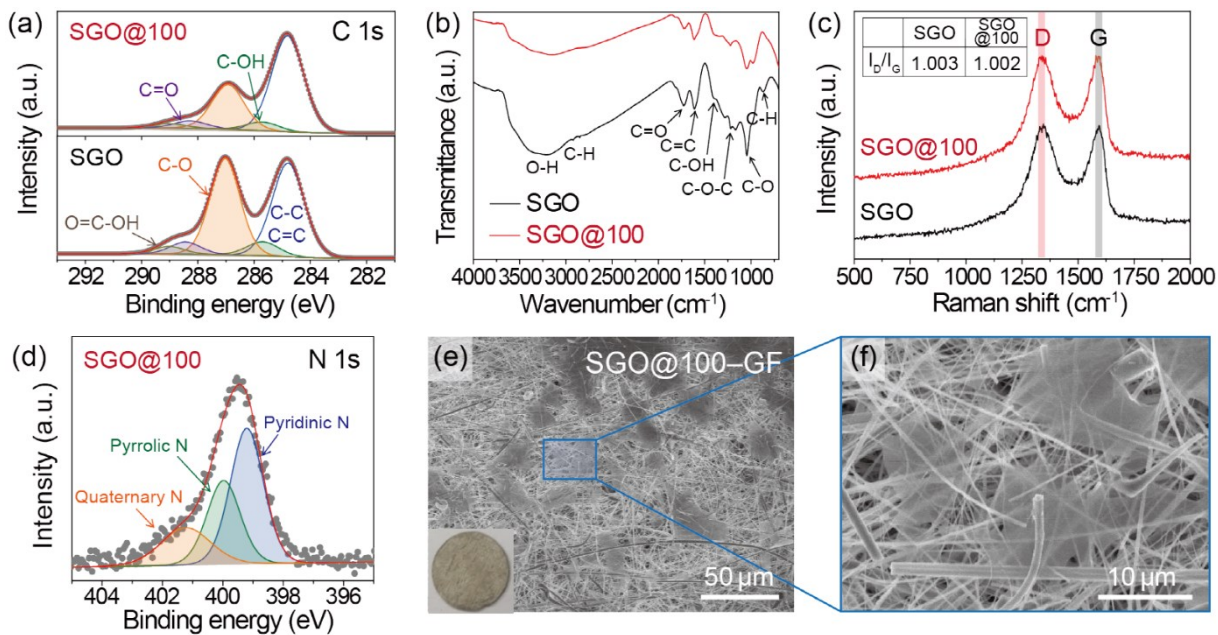 (a)
SGO@100
C 1s
C=O
C-OH
SGO
C-O
O=C-OH
C-C
C=C
Intensity (a.u.)
292 290 288 286 284 282
Binding energy (eV)
(b)
Transmittance (a.u.)
O-H
C-H
C=O
C=C
C-OH
C-O-C
C-O
C-H
SGO
SGO@100
4000 3500 3000 2500 2000 1500 1000
Wavenumber (cm-1)
(c)
SGO SGO
@100
ID/IG 1.003 1.002
D G
SGO@100
SGO
Intensity (a.u.)
500 750 1000 1250 1500 1750 2000
Raman shift (cm-1)
(d)
SGO@100
N 1s
Pyridinic N
Pyrrolic N
Quaternary N
Intensity (a.u.)
404 402 400 398 396
Binding energy (eV)
(e)
SGO@100–GF
50 µm
(f)
10 µm